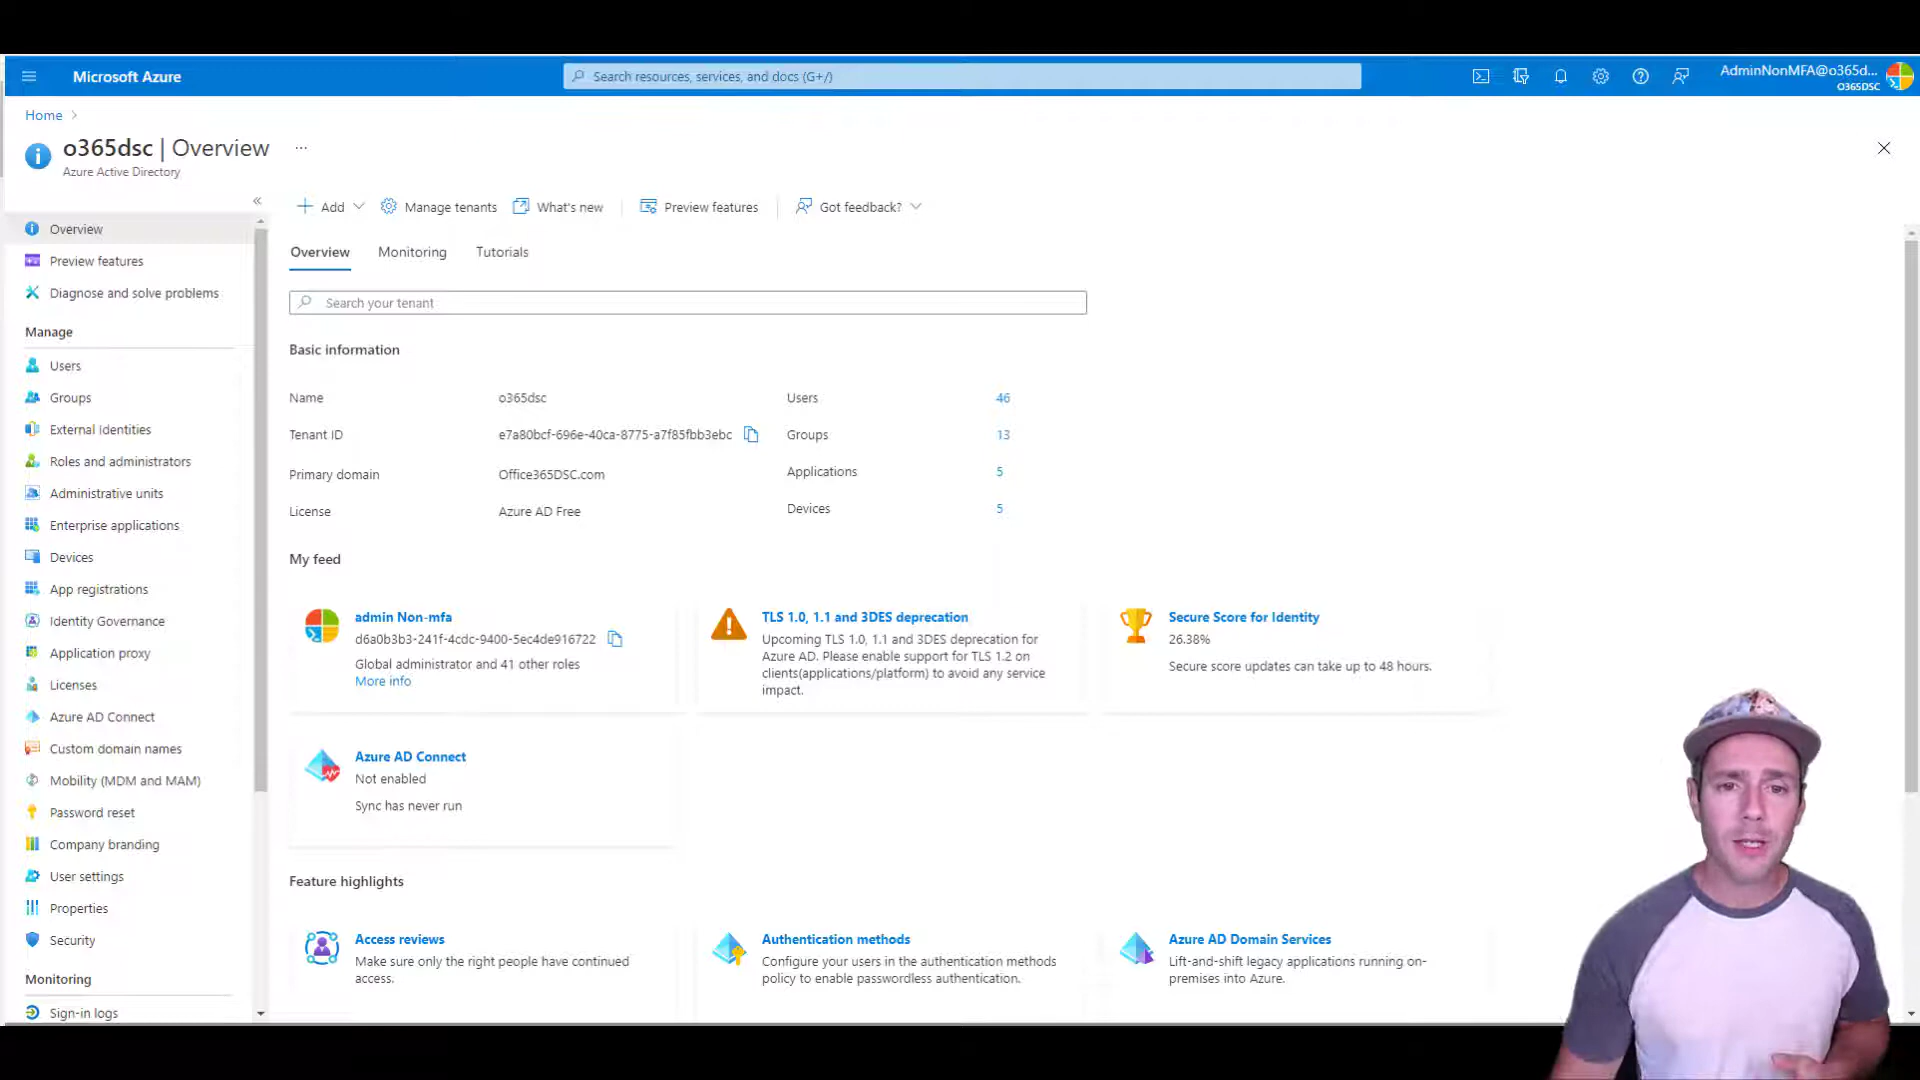 Microsoft Azure
Search resources, services, and docs (G+/)
AdminNonMFA@o365d...
O365DSC
Home
o365dsc | Overview
...
Azure Active Directory
«
Add
Manage tenants
What's new
Preview features
Got feedback?
Overview
Preview features
Diagnose and solve problems
Manage
Users
Groups
External Identities
Roles and administrators
Administrative units
Enterprise applications
Devices
App registrations
Identity Governance
Application proxy
Licenses
Azure AD Connect
Custom domain names
Mobility (MDM and MAM)
Password reset
Company branding
User settings
Properties
Security
Monitoring
Sign-in logs
Overview
Monitoring
Tutorials
Search your tenant
Basic information
Name
o365dsc
Users
46
Tenant ID
e7a80bcf-696e-40ca-8775-a7f85fbb3ebc
Groups
13
Primary domain
Office365DSC.com
Applications
5
License
Azure AD Free
Devices
5
My feed
admin Non-mfa
d6a0b3b3-241f-4cdc-9400-5ec4de916722
Global administrator and 41 other roles
More info
TLS 1.0, 1.1 and 3DES deprecation
Upcoming TLS 1.0, 1.1 and 3DES deprecation for
Azure AD. Please enable support for TLS 1.2 on
clients(applications/platform) to avoid any service
impact.
Secure Score for Identity
26.38%
Secure score updates can take up to 48 hours.
Azure AD Connect
Not enabled
Sync has never run
Feature highlights
Access reviews
Make sure only the right people have continued
access.
Authentication methods
Configure your users in the authentication methods
policy to enable passwordless authentication.
Azure AD Domain Services
Lift-and-shift legacy applications running on-
premises into Azure.